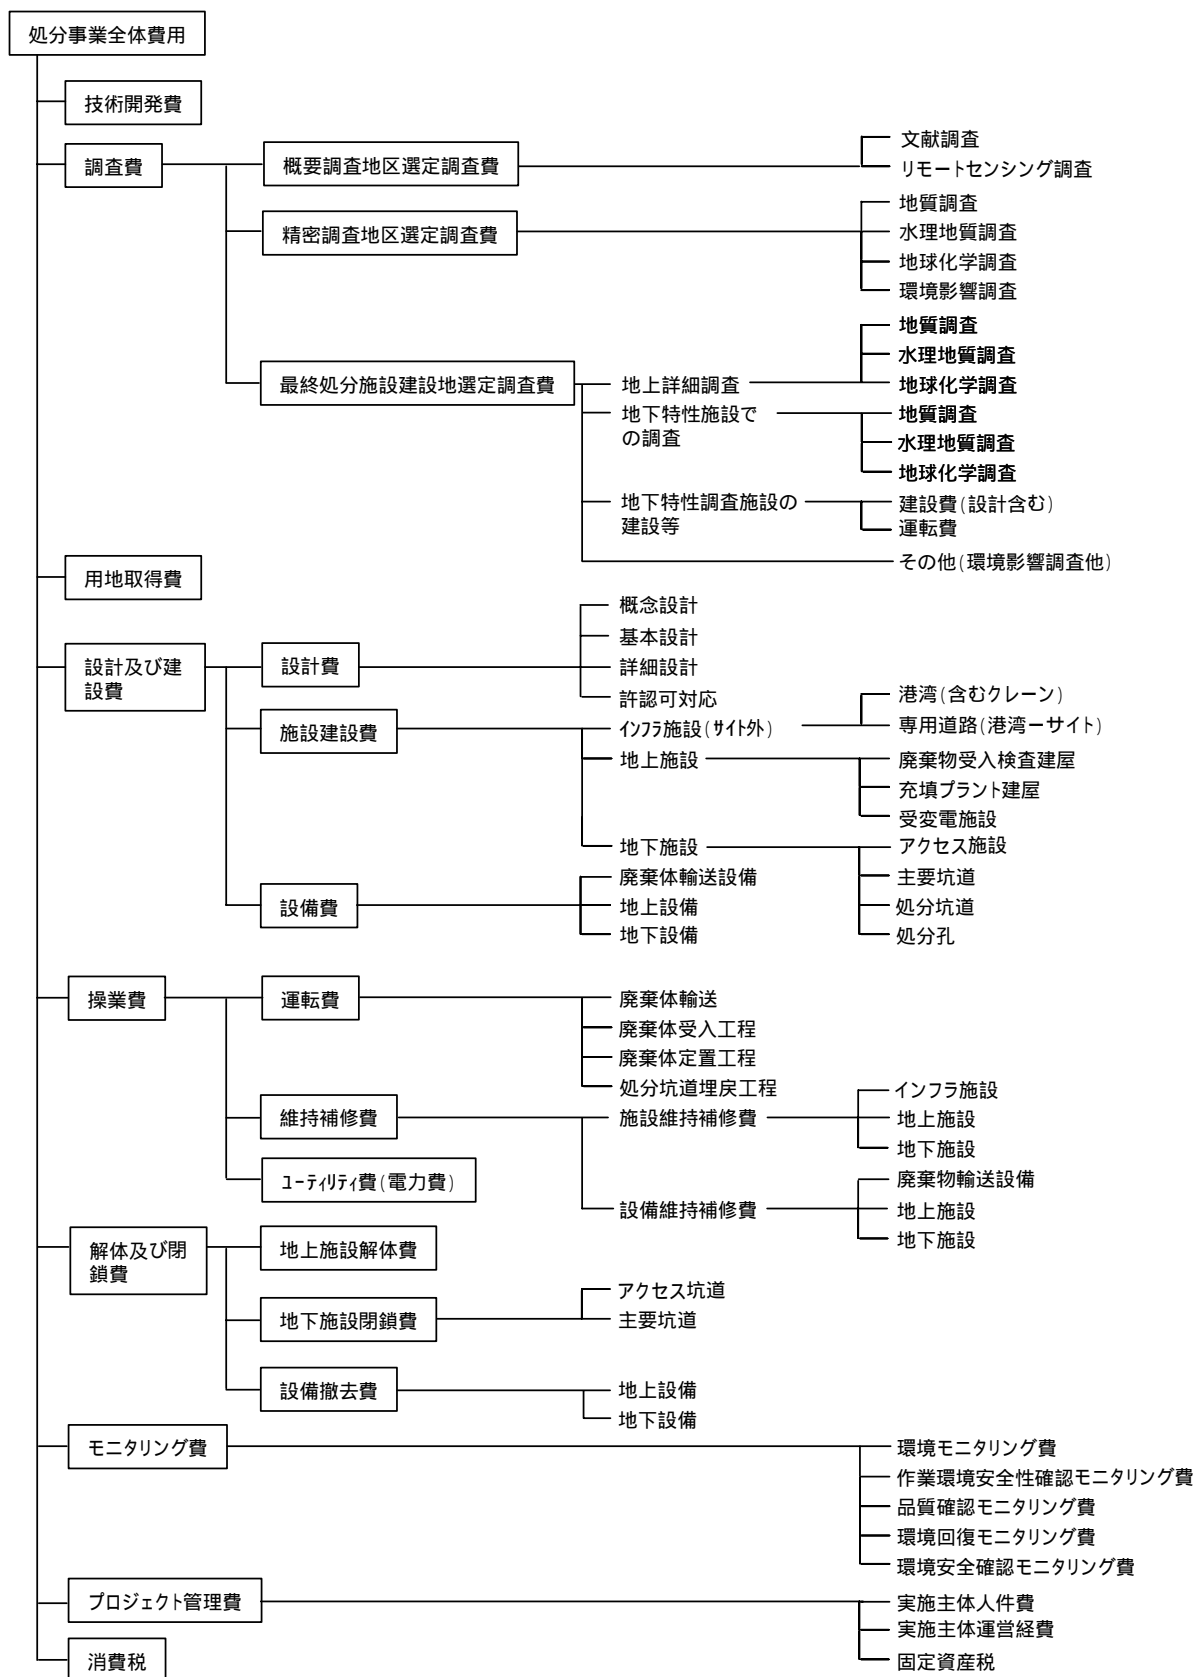 処分事業全体費用
技術開発費
調査費
概要調査地区選定調査費
文献調査
リモートセンシング調査
精密調査地区選定調査費
地質調査
水理地質調査
地球化学調査
環境影響調査
最終処分施設建設地選定調査費
地上詳細調査
地質調査
水理地質調査
地球化学調査
地下特性施設で
の調査
地質調査
水理地質調査
地球化学調査
地下特性調査施設の
建設等
建設費(設計含む)
運転費
その他(環境影響調査他)
用地取得費
設計及び建
設費
設計費
概念設計
基本設計
詳細設計
許認可対応
施設建設費
インフラ施設(サイト外)
港湾(含むクレーン)
専用道路(港湾ーサイト)
地上施設
廃棄物受入検査建屋
充填プラント建屋
受変電施設
地下施設
アクセス施設
主要坑道
処分坑道
処分孔
設備費
廃棄体輸送設備
地上設備
地下設備
操業費
運転費
廃棄体輸送
廃棄体受入工程
廃棄体定置工程
処分坑道埋戻工程
維持補修費
施設維持補修費
インフラ施設
地上施設
地下施設
設備維持補修費
廃棄物輸送設備
地上施設
地下施設
ユーティリティ費(電力費)
解体及び閉
鎖費
地上施設解体費
地下施設閉鎖費
アクセス坑道
主要坑道
設備撤去費
地上設備
地下設備
モニタリング費
環境モニタリング費
作業環境安全性確認モニタリング費
品質確認モニタリング費
環境回復モニタリング費
環境安全確認モニタリング費
プロジェクト管理費
実施主体人件費
実施主体運営経費
固定資産税
消費税